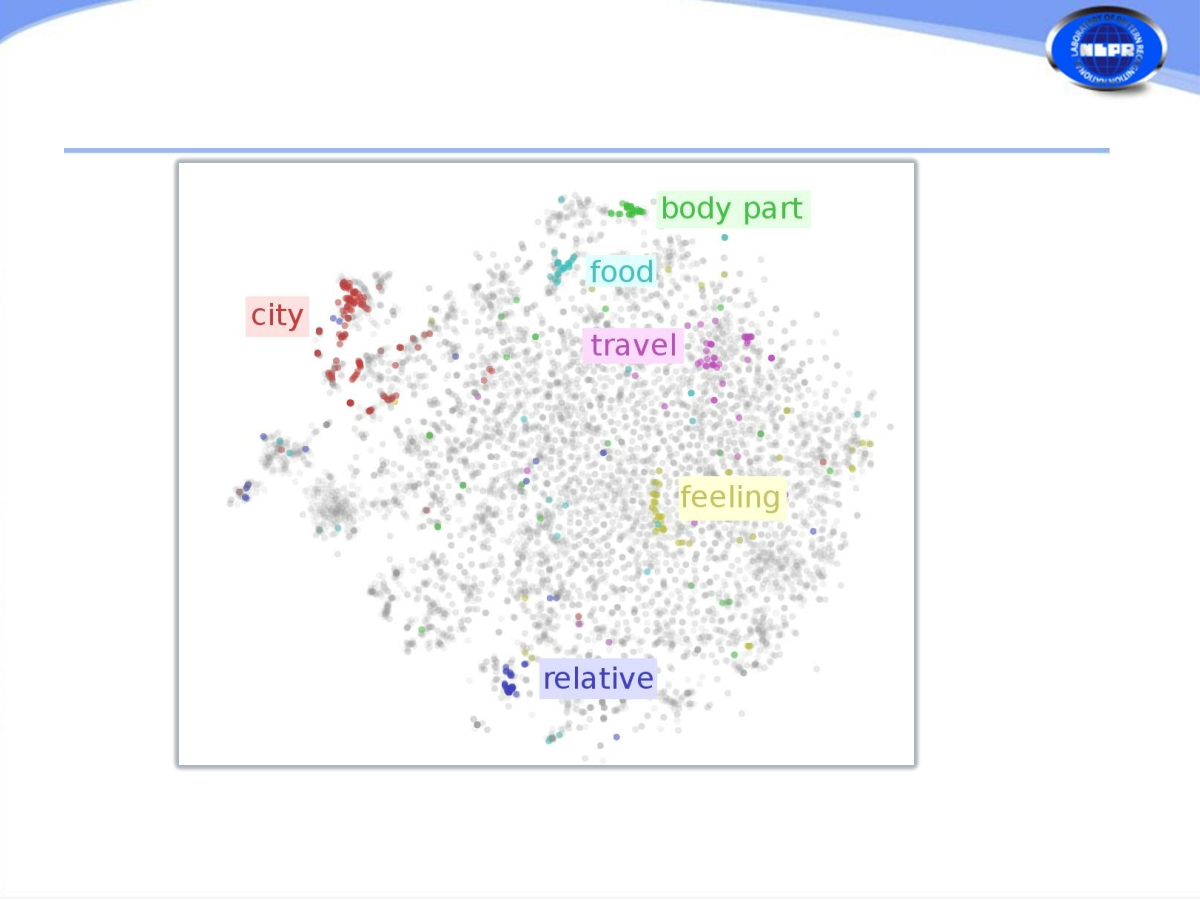 NLPR
body part
food
city
travel
feeling
relative